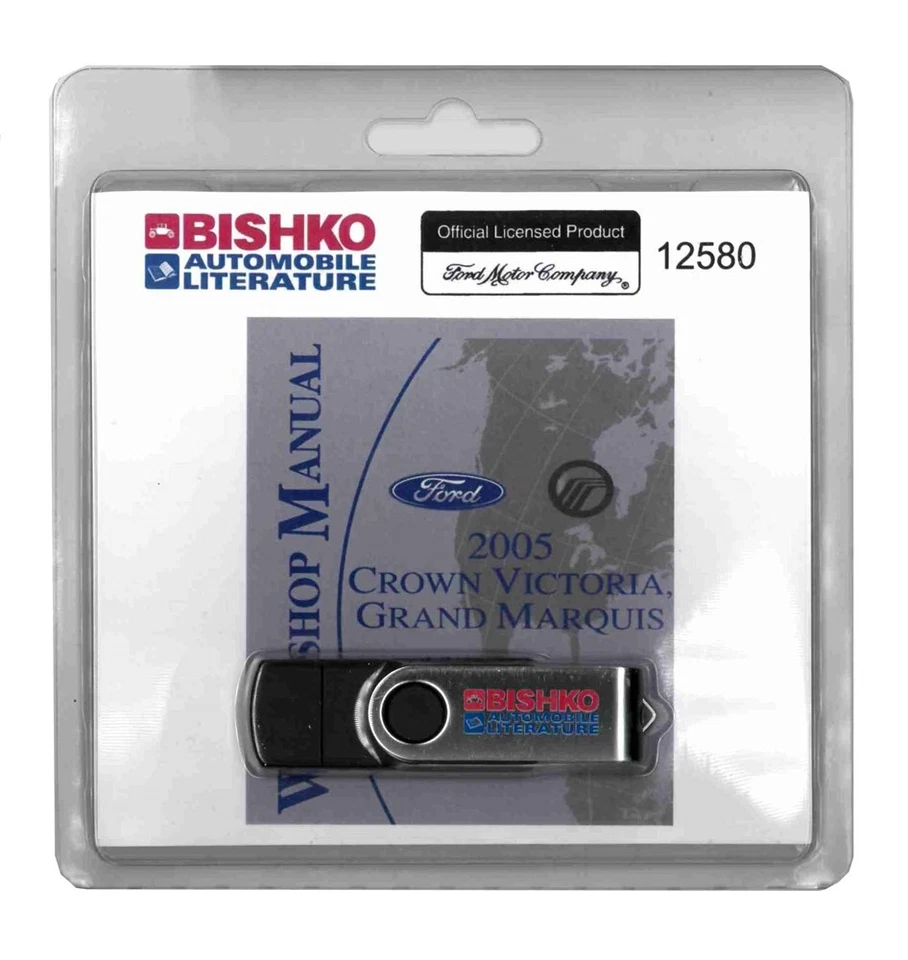 BISHKO
AUTOMOBILE
LITERATURE
Official Licensed Product
Ford Motor Company®
12580
SHOP MANUAL
Ford
2005
CROWN VICTORIA,
GRAND MARQUIS
BISHKO
AUTOMOBILE
LITERATURE